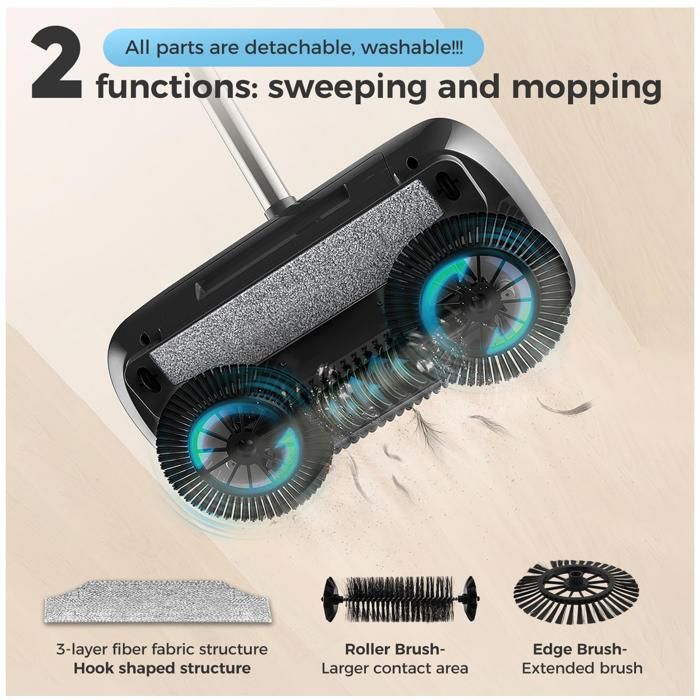 2
All parts are detachable, washable!!!
functions: sweeping and mopping
3-layer fiber fabric structure
Hook shaped structure
Roller Brush-
Larger contact area
Edge Brush-
Extended brush